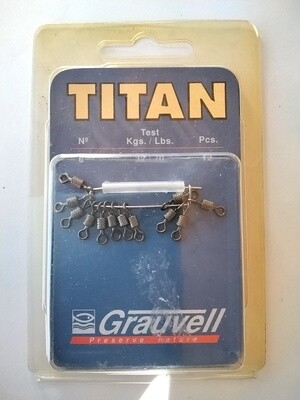 TITAN
Test
Nº Kgs. / Lbs. Pcs.
Grauvell
Preserve nature